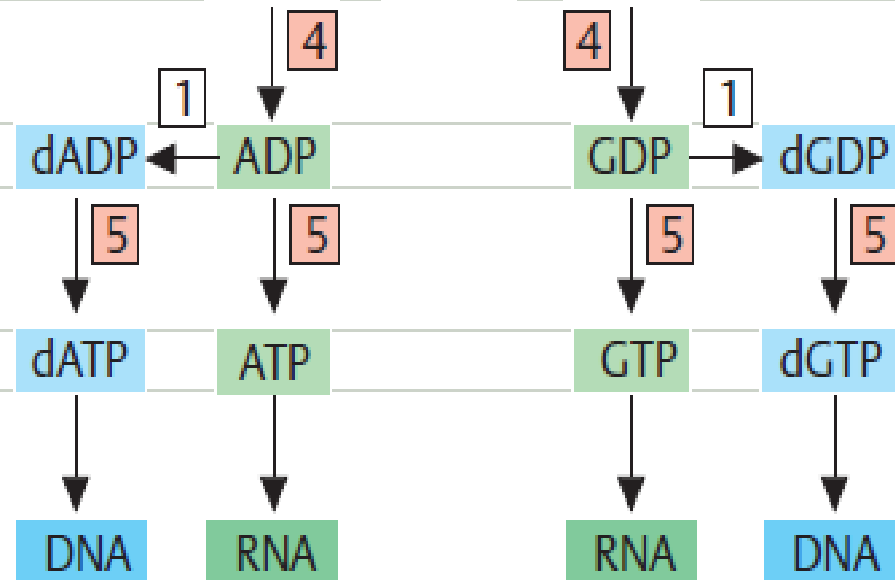 4 4
1 1
dADP ADP GDP dGDP
5 5 5 5
dATP ATP GTP dGTP
DNA RNA RNA DNA